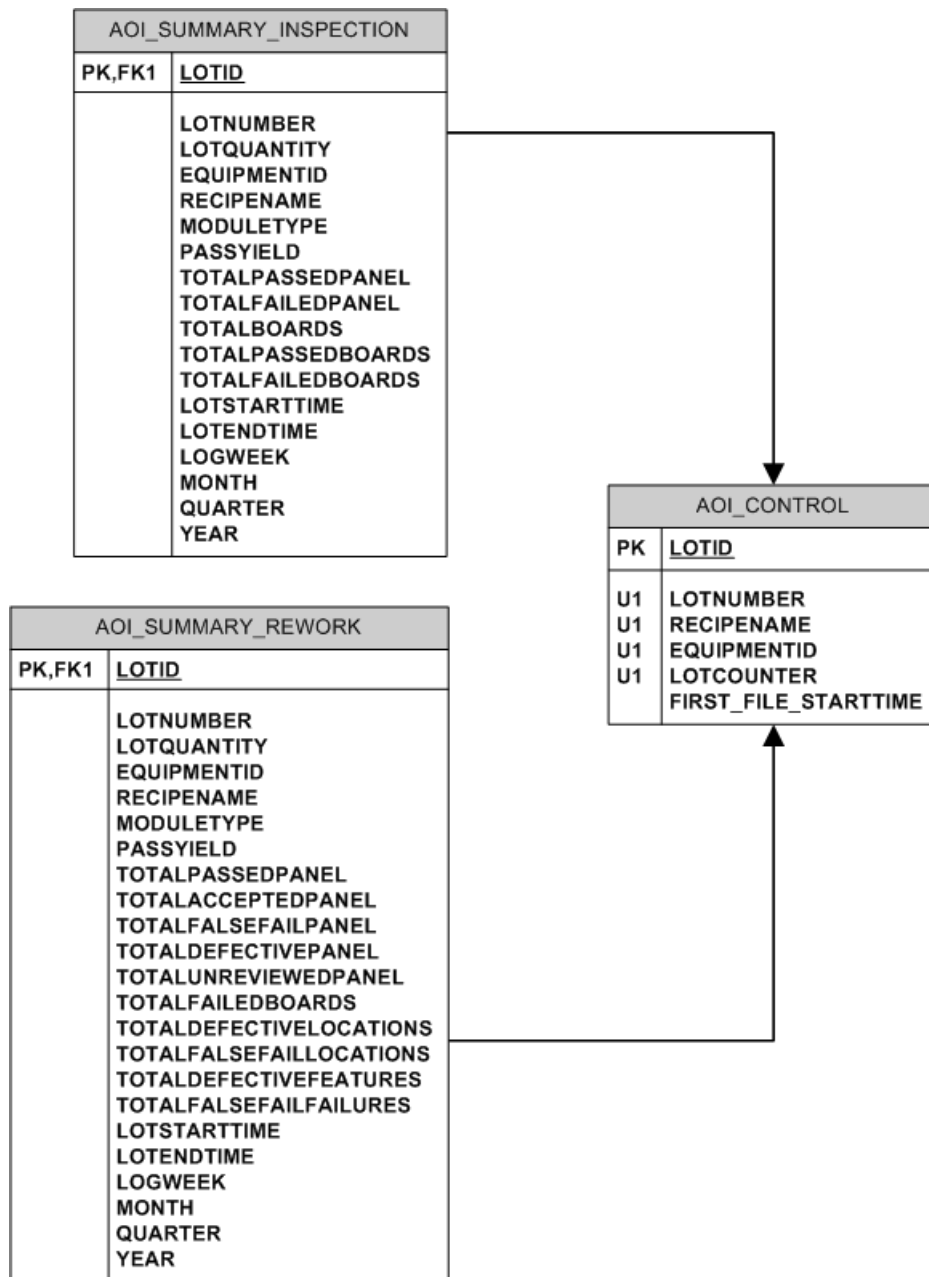 AOI_SUMMARY_INSPECTION
PK,FK1 LOTID
LOTNUMBER
LOTQUANTITY
EQUIPMENTID
RECIPENAME
MODULETYPE
PASSYIELD
TOTALPASSEDPANEL
TOTALFAILEDPANEL
TOTALBOARDS
TOTALPASSEDBOARDS
TOTALFAILEDBOARDS
LOTSTARTTIME
LOTENDTIME
LOGWEEK
MONTH
QUARTER
YEAR
AOI_CONTROL
PK LOTID
U1 LOTNUMBER
U1 RECIPENAME
U1 EQUIPMENTID
U1 LOTCOUNTER
FIRST_FILE_STARTTIME
AOI_SUMMARY_REWORK
PK,FK1 LOTID
LOTNUMBER
LOTQUANTITY
EQUIPMENTID
RECIPENAME
MODULETYPE
PASSYIELD
TOTALPASSEDPANEL
TOTALACCEPTEDPANEL
TOTALFALSEFAILPANEL
TOTALDEFECTIVEPANEL
TOTALUNREVIEWEDPANEL
TOTALFAILEDBOARDS
TOTALDEFECTIVELOCATIONS
TOTALFALSEFAILLOCATIONS
TOTALDEFECTIVEFEATURES
TOTALFALSEFAILFAILURES
LOTSTARTTIME
LOTENDTIME
LOGWEEK
MONTH
QUARTER
YEAR